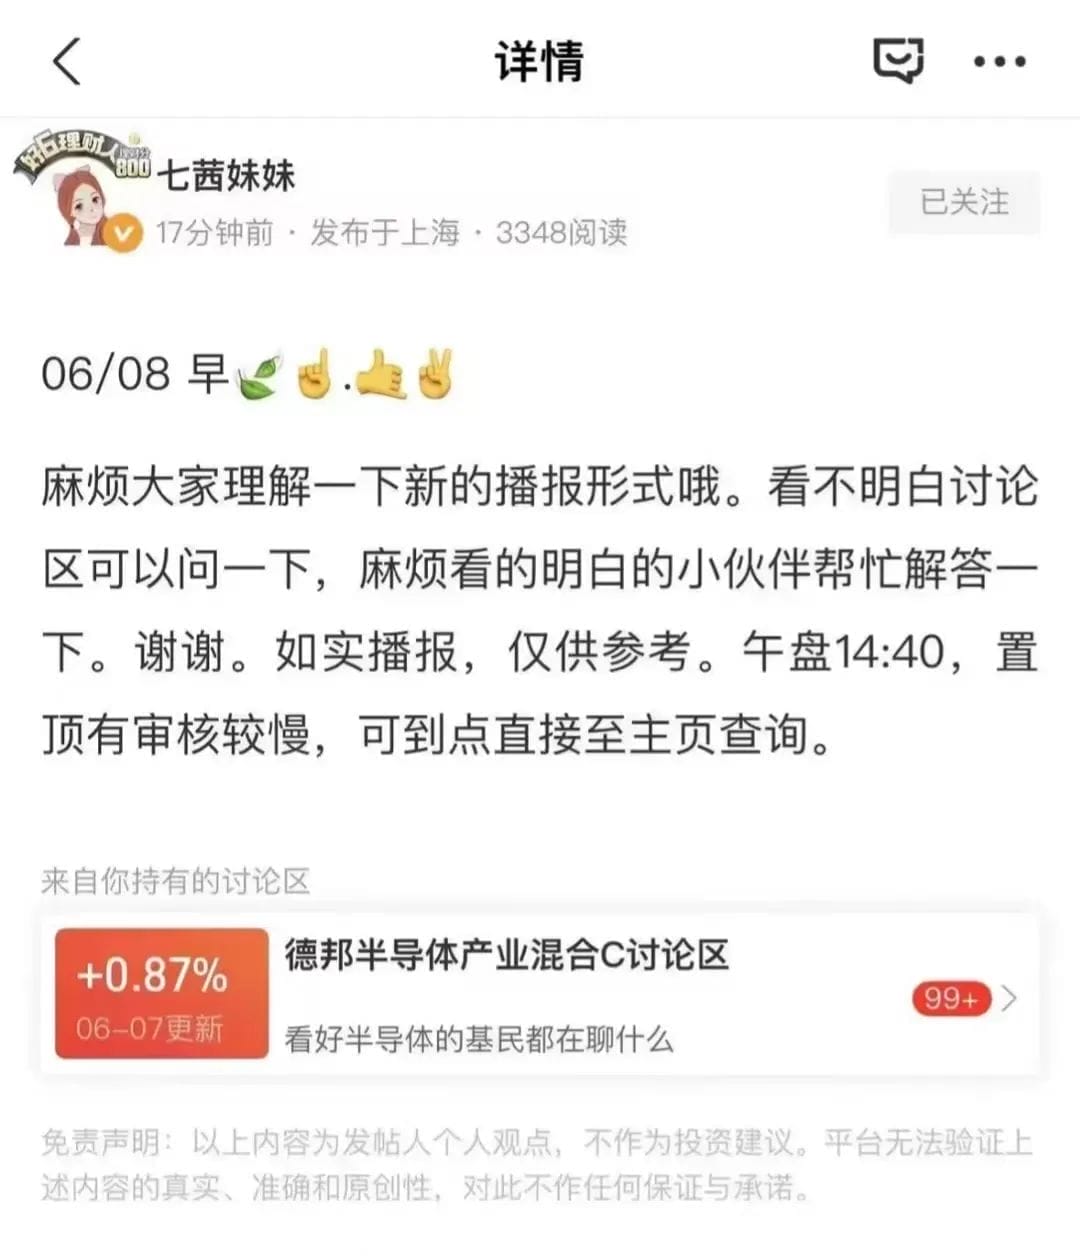 详情
好石理财人
800
七茜妹妹
17分钟前 · 发布于上海 · 3348阅读
已关注
06/08 早🌿☝️.🤙✌️
麻烦大家理解一下新的播报形式哦。看不明白讨论
区可以问一下，麻烦看的明白的小伙伴帮忙解答一
下。谢谢。如实播报，仅供参考。午盘14:40，置
顶有审核较慢，可到点直接至主页查询。
来自你持有的讨论区
+0.87%
06-07更新
德邦半导体产业混合C讨论区
看好半导体的基民都在聊什么
99+
免责声明：以上内容为发帖人个人观点，不作为投资建议。平台无法验证上
述内容的真实、准确和原创性，对此不作任何保证与承诺。